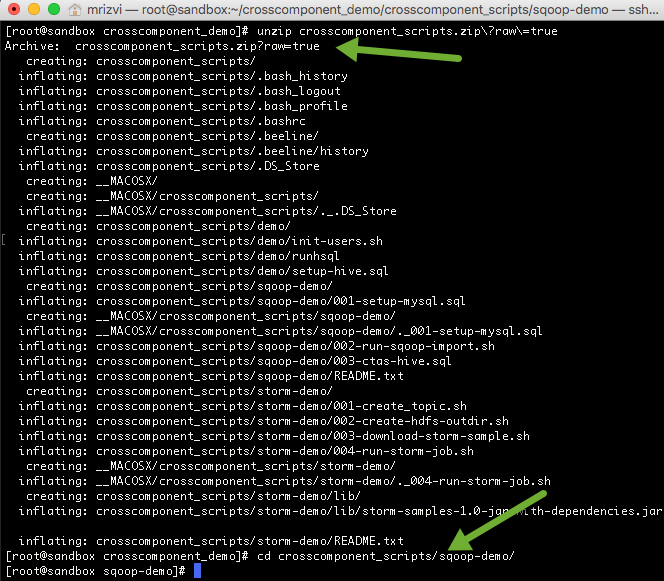 mrizvi — root@sandbox:~/crosscomponent_demo/crosscomponent_scripts/sqoop-demo — ssh...
[root@sandbox crosscomponent_demo]# unzip crosscomponent_scripts.zip\?raw\=true
Archive:  crosscomponent_scripts.zip?raw=true
   creating: crosscomponent_scripts/
  inflating: crosscomponent_scripts/.bash_history
  inflating: crosscomponent_scripts/.bash_logout
  inflating: crosscomponent_scripts/.bash_profile
  inflating: crosscomponent_scripts/.bashrc
   creating: crosscomponent_scripts/.beeline/
  inflating: crosscomponent_scripts/.beeline/history
  inflating: crosscomponent_scripts/.DS_Store
   creating: __MACOSX/
   creating: __MACOSX/crosscomponent_scripts/
  inflating: __MACOSX/crosscomponent_scripts/._.DS_Store
   creating: crosscomponent_scripts/demo/
[ inflating: crosscomponent_scripts/demo/init-users.sh
  inflating: crosscomponent_scripts/demo/runhsql
  inflating: crosscomponent_scripts/demo/setup-hive.sql
   creating: crosscomponent_scripts/sqoop-demo/
  inflating: crosscomponent_scripts/sqoop-demo/001-setup-mysql.sql
   creating: __MACOSX/crosscomponent_scripts/sqoop-demo/
  inflating: __MACOSX/crosscomponent_scripts/sqoop-demo/._001-setup-mysql.sql
  inflating: crosscomponent_scripts/sqoop-demo/002-run-sqoop-import.sh
  inflating: crosscomponent_scripts/sqoop-demo/003-ctas-hive.sql
  inflating: crosscomponent_scripts/sqoop-demo/README.txt
   creating: crosscomponent_scripts/storm-demo/
  inflating: crosscomponent_scripts/storm-demo/001-create_topic.sh
  inflating: crosscomponent_scripts/storm-demo/002-create-hdfs-outdir.sh
  inflating: crosscomponent_scripts/storm-demo/003-download-storm-sample.sh
  inflating: crosscomponent_scripts/storm-demo/004-run-storm-job.sh
   creating: __MACOSX/crosscomponent_scripts/storm-demo/
  inflating: __MACOSX/crosscomponent_scripts/storm-demo/._004-run-storm-job.sh
   creating: crosscomponent_scripts/storm-demo/lib/
  inflating: crosscomponent_scripts/storm-demo/lib/storm-samples-1.0-jar-with-dependencies.jar
  inflating: crosscomponent_scripts/storm-demo/README.txt
[root@sandbox crosscomponent_demo]# cd crosscomponent_scripts/sqoop-demo/
[root@sandbox sqoop-demo]#